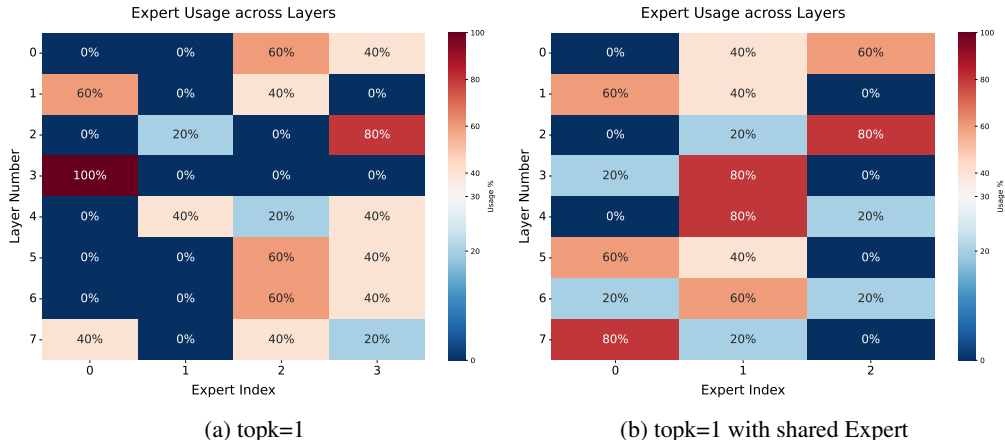 Expert Usage across Layers
0 0% 0% 60% 40%
1 60% 0% 40% 0%
2 0% 20% 0% 80%
3 100% 0% 0% 0%
4 0% 40% 20% 40%
5 0% 0% 60% 40%
6 0% 0% 60% 40%
7 40% 0% 40% 20%
0 1 2 3
Layer Number
Expert Index
100
80
60
40
30
20
0
Usage %
(a) topk=1
Expert Usage across Layers
0 0% 40% 60%
1 60% 40% 0%
2 0% 20% 80%
3 20% 80% 0%
4 0% 80% 20%
5 60% 40% 0%
6 20% 60% 20%
7 80% 20% 0%
0 1 2
Layer Number
Expert Index
100
80
60
40
30
20
0
Usage %
(b) topk=1 with shared Expert